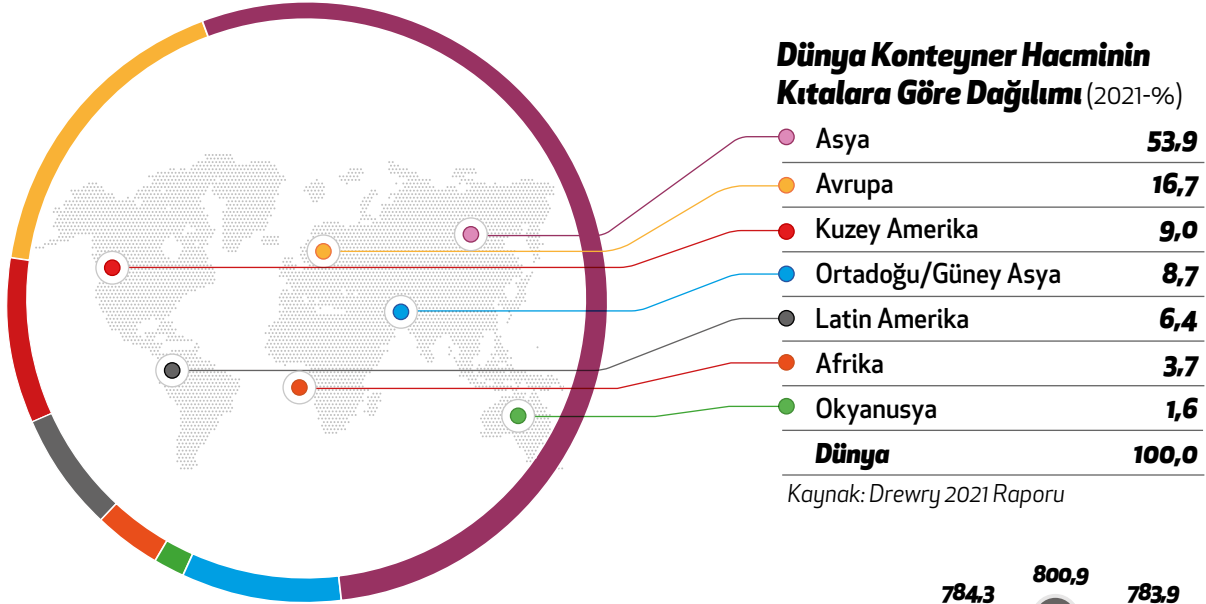 Dünya Konteyner Hacminin
Kıtalara Göre Dağılımı (2021-%)
Asya 53,9
Avrupa 16,7
Kuzey Amerika 9,0
Ortadoğu/Güney Asya 8,7
Latin Amerika 6,4
Afrika 3,7
Okyanusya 1,6
Dünya 100,0
Kaynak: Drewry 2021 Raporu
784,3 800,9 783,9